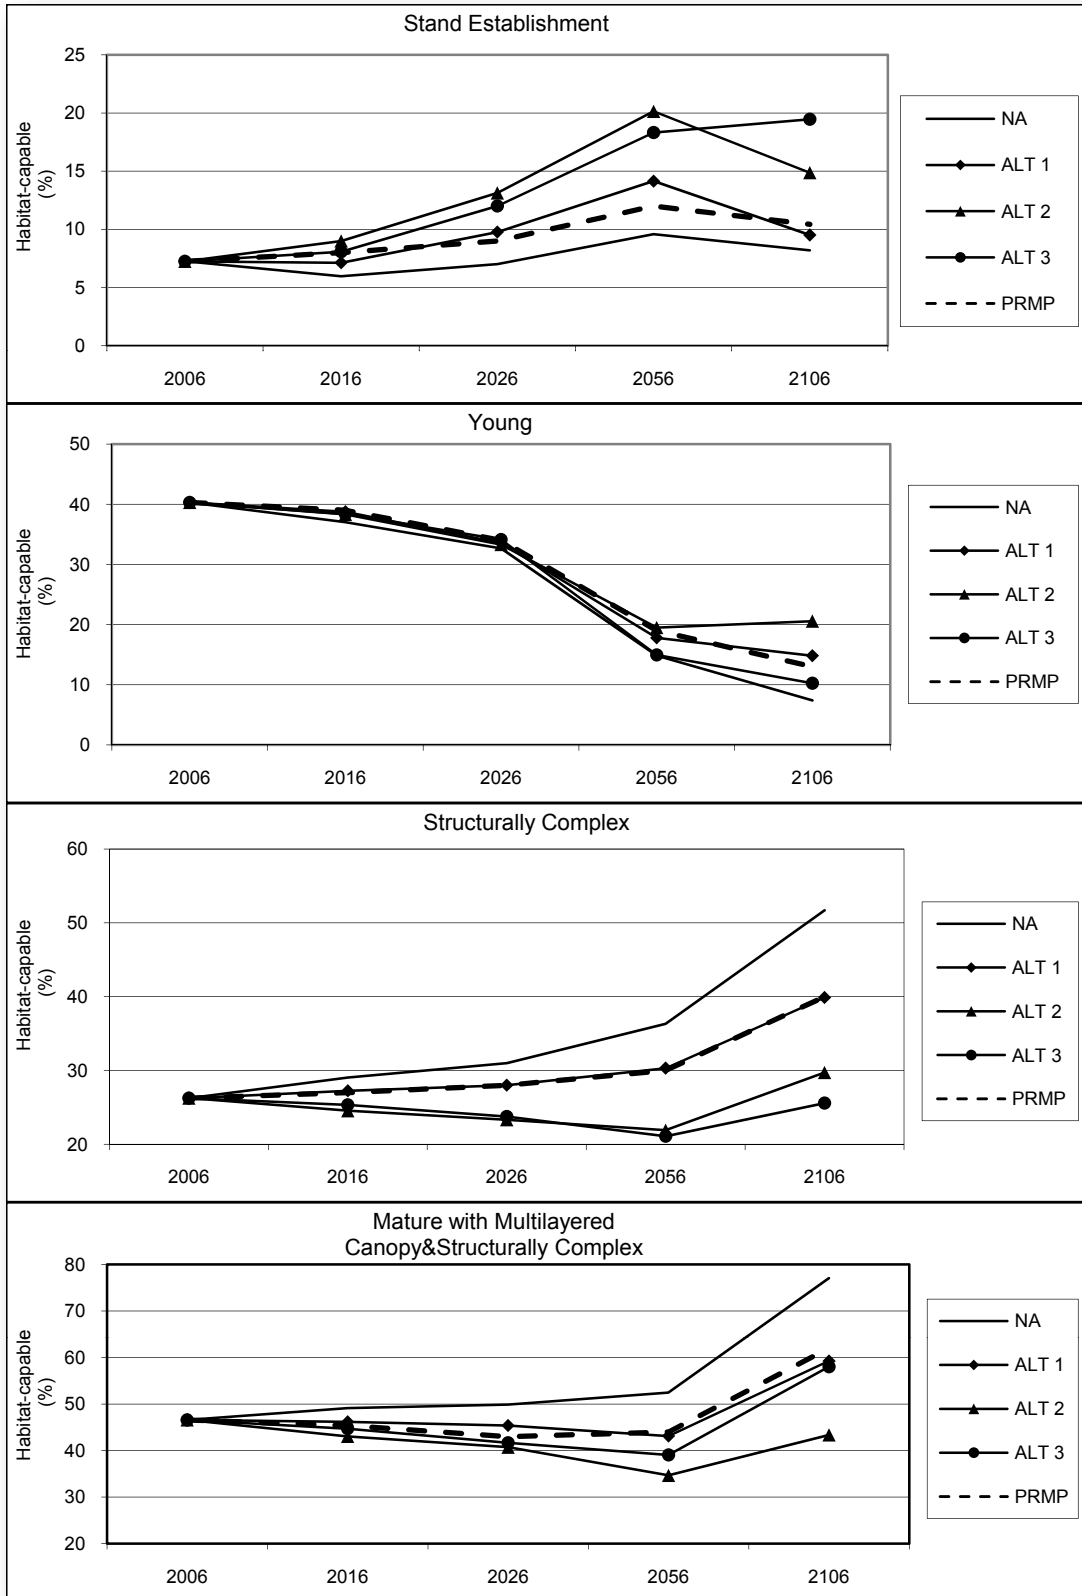 Stand Establishment
Habitat-capable
(%)
25
20
15
10
5
0
2006 2016 2026 2056 2106
NA
ALT 1
ALT 2
ALT 3
PRMP
Young
Habitat-capable
(%)
50
40
30
20
10
0
2006 2016 2026 2056 2106
NA
ALT 1
ALT 2
ALT 3
PRMP
Structurally Complex
Habitat-capable
(%)
60
50
40
30
20
2006 2016 2026 2056 2106
NA
ALT 1
ALT 2
ALT 3
PRMP
Mature with Multilayered
Canopy&Structurally Complex
Habitat-capable
(%)
80
70
60
50
40
30
20
2006 2016 2026 2056 2106
NA
ALT 1
ALT 2
ALT 3
PRMP